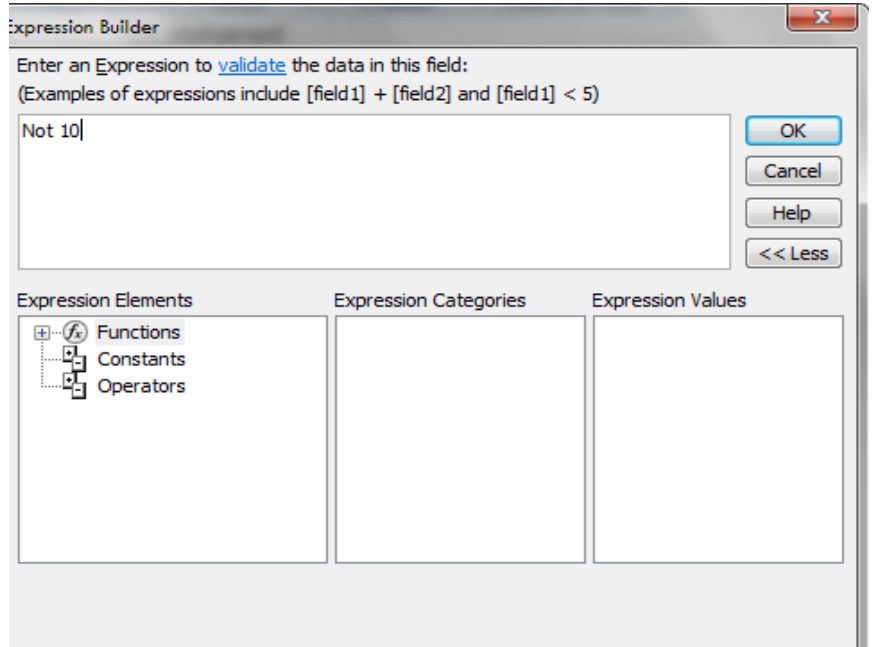 Expression Builder
Enter an Expression to validate the data in this field:
(Examples of expressions include [field1] + [field2] and [field1] < 5)
Not 10
OK
Cancel
Help
<< Less
Expression Elements
Expression Categories
Expression Values
Functions
Constants
Operators